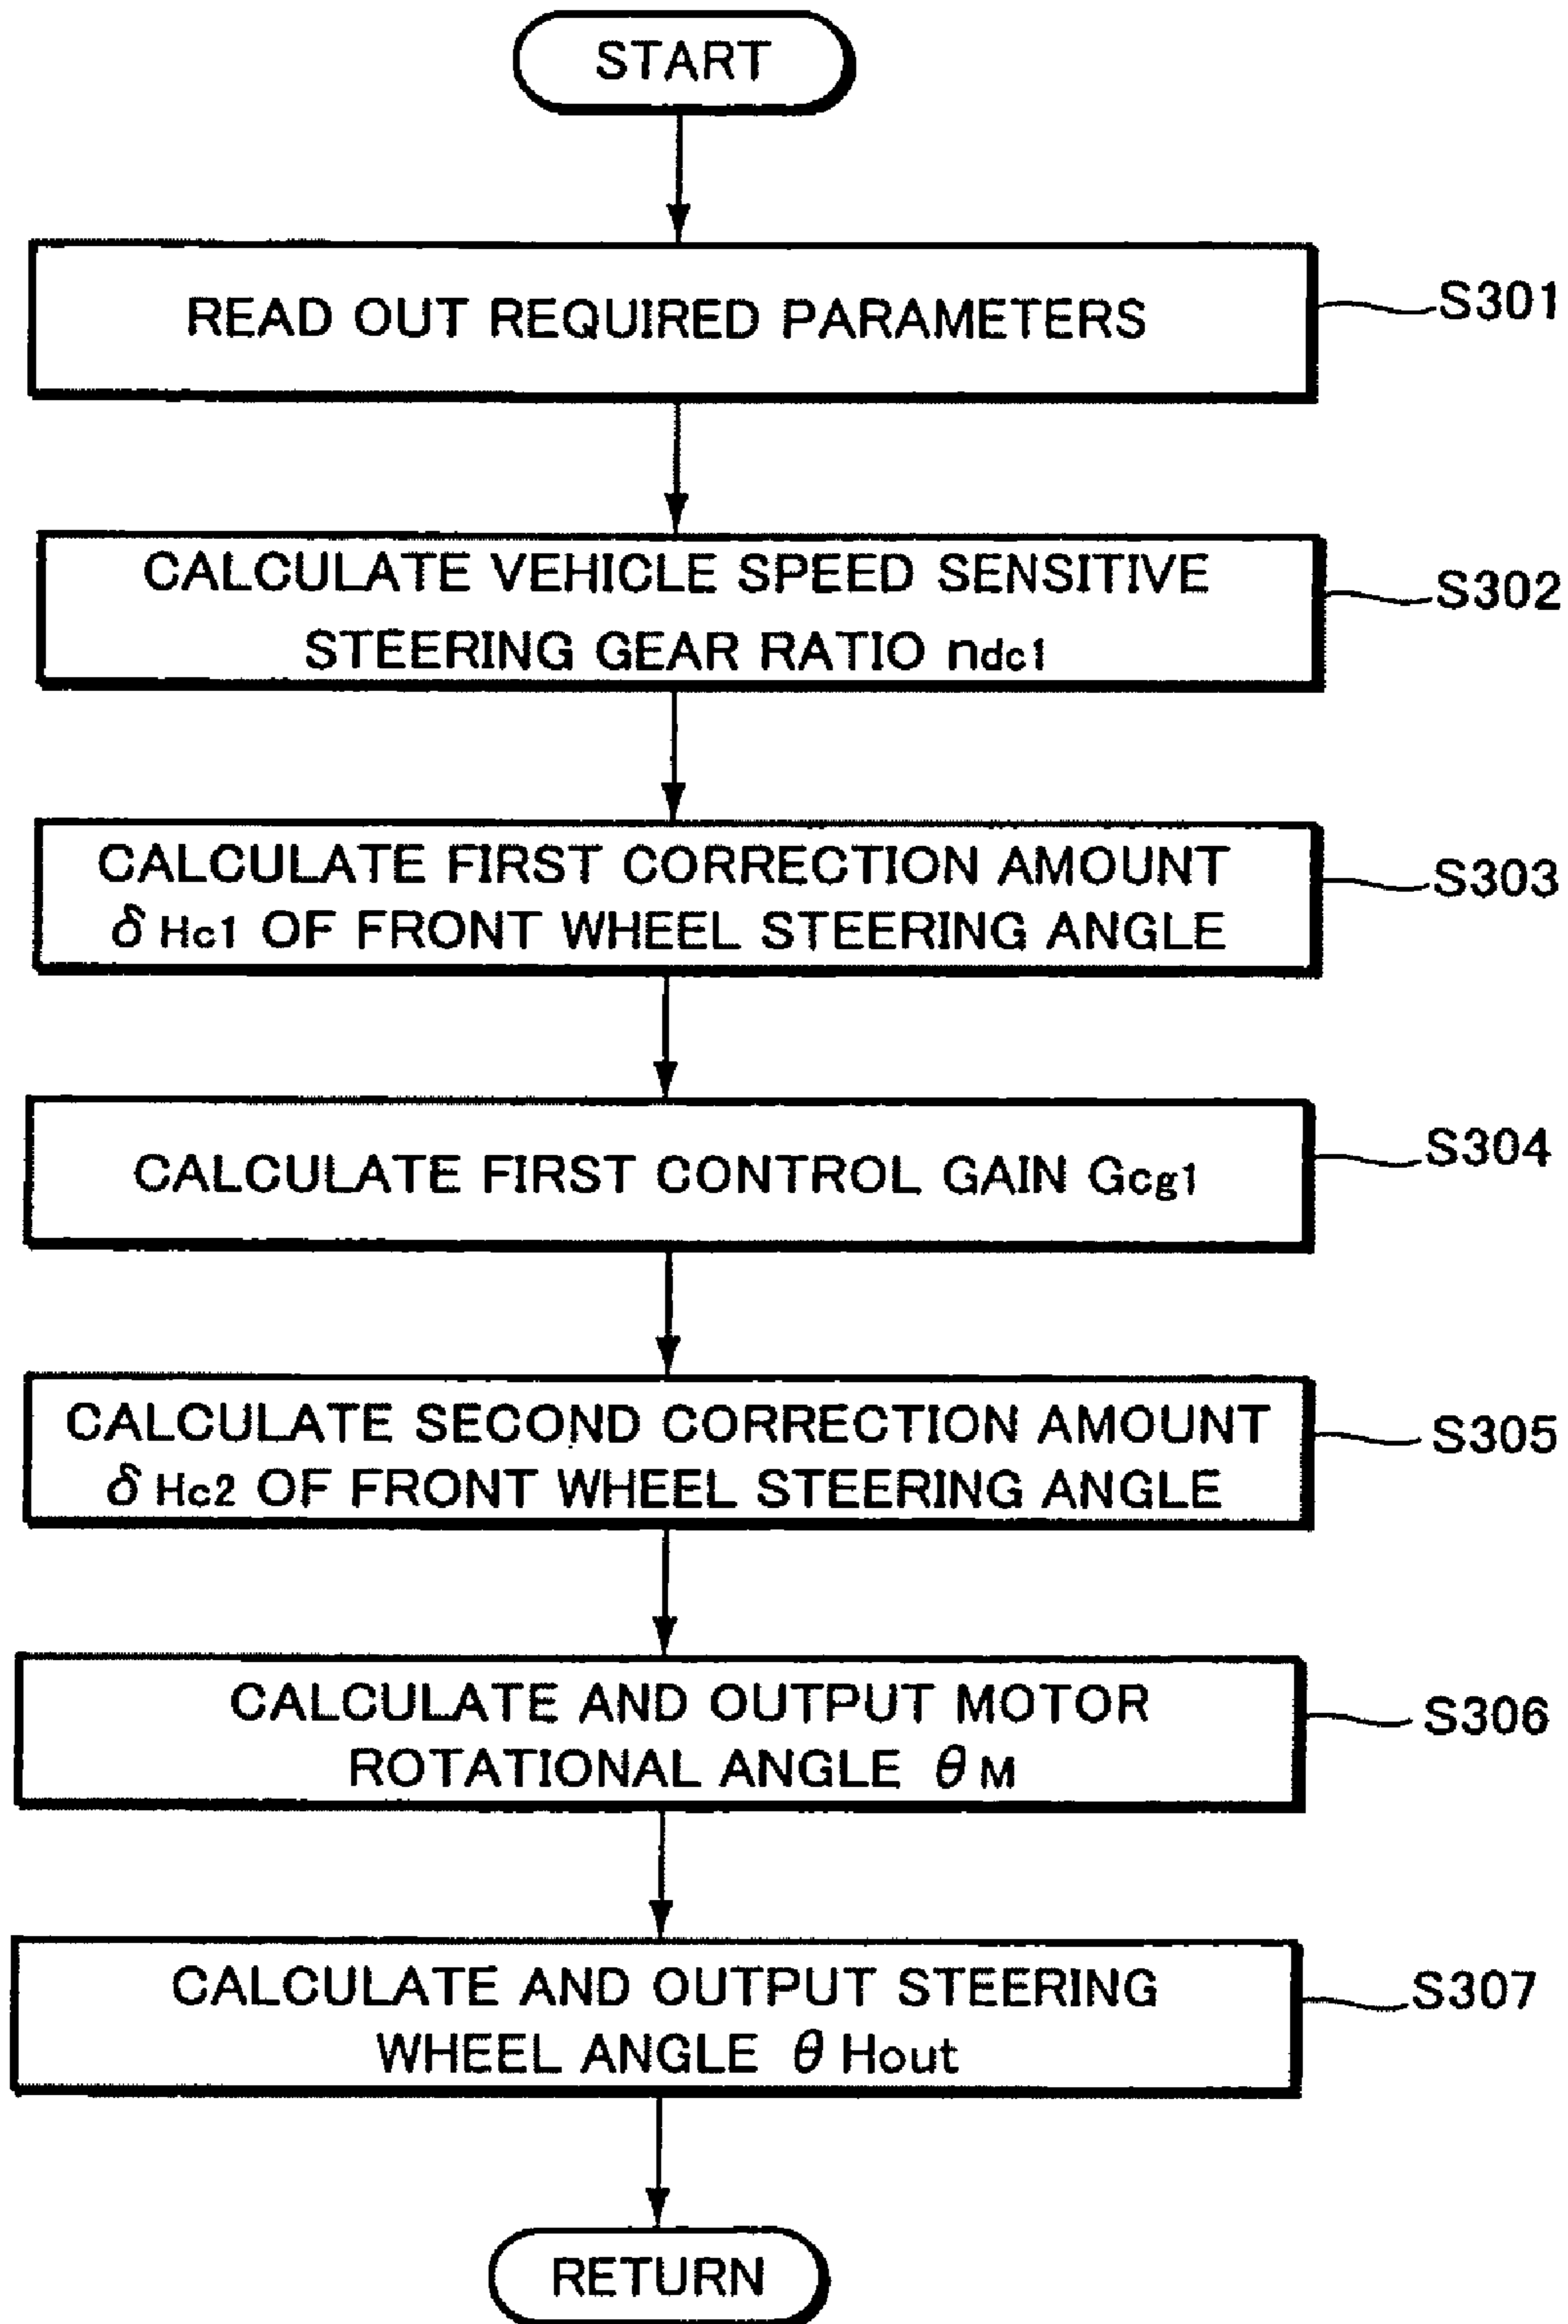 START
READ OUT REQUIRED PARAMETERS
S301
CALCULATE VEHICLE SPEED SENSITIVE
STEERING GEAR RATIO ndc1
S302
CALCULATE FIRST CORRECTION AMOUNT
δHc1 OF FRONT WHEEL STEERING ANGLE
S303
CALCULATE FIRST CONTROL GAIN Gcg1
S304
CALCULATE SECOND CORRECTION AMOUNT
δHc2 OF FRONT WHEEL STEERING ANGLE
S305
CALCULATE AND OUTPUT MOTOR
ROTATIONAL ANGLE θM
S306
CALCULATE AND OUTPUT STEERING
WHEEL ANGLE θHout
S307
RETURN